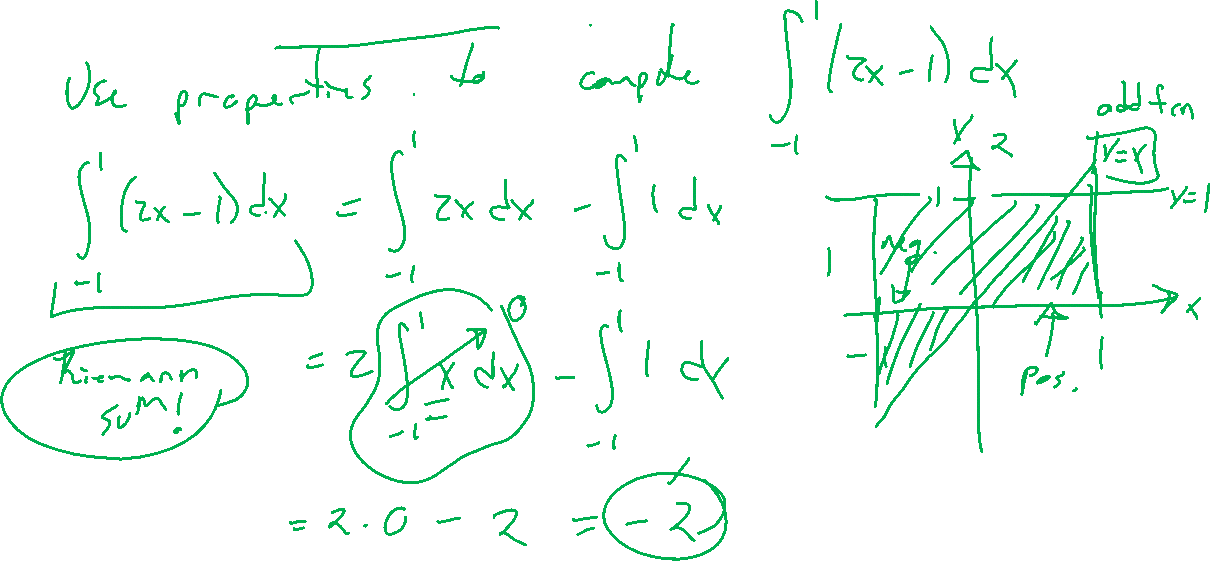 Use properties to compute ∫_{-1}^{1} (2x-1) dx
∫_{-1}^{1} (2x-1) dx = ∫_{-1}^{1} 2x dx - ∫_{-1}^{1} 1 dx
Riemann sum!
= 2 ∫_{-1}^{1} x dx - ∫_{-1}^{1} 1 dx
0
= 2 · 0 - 2 = -2
odd fcn
y=x
y
2
1
y=1
1
neg.
x
-1
1
pos.